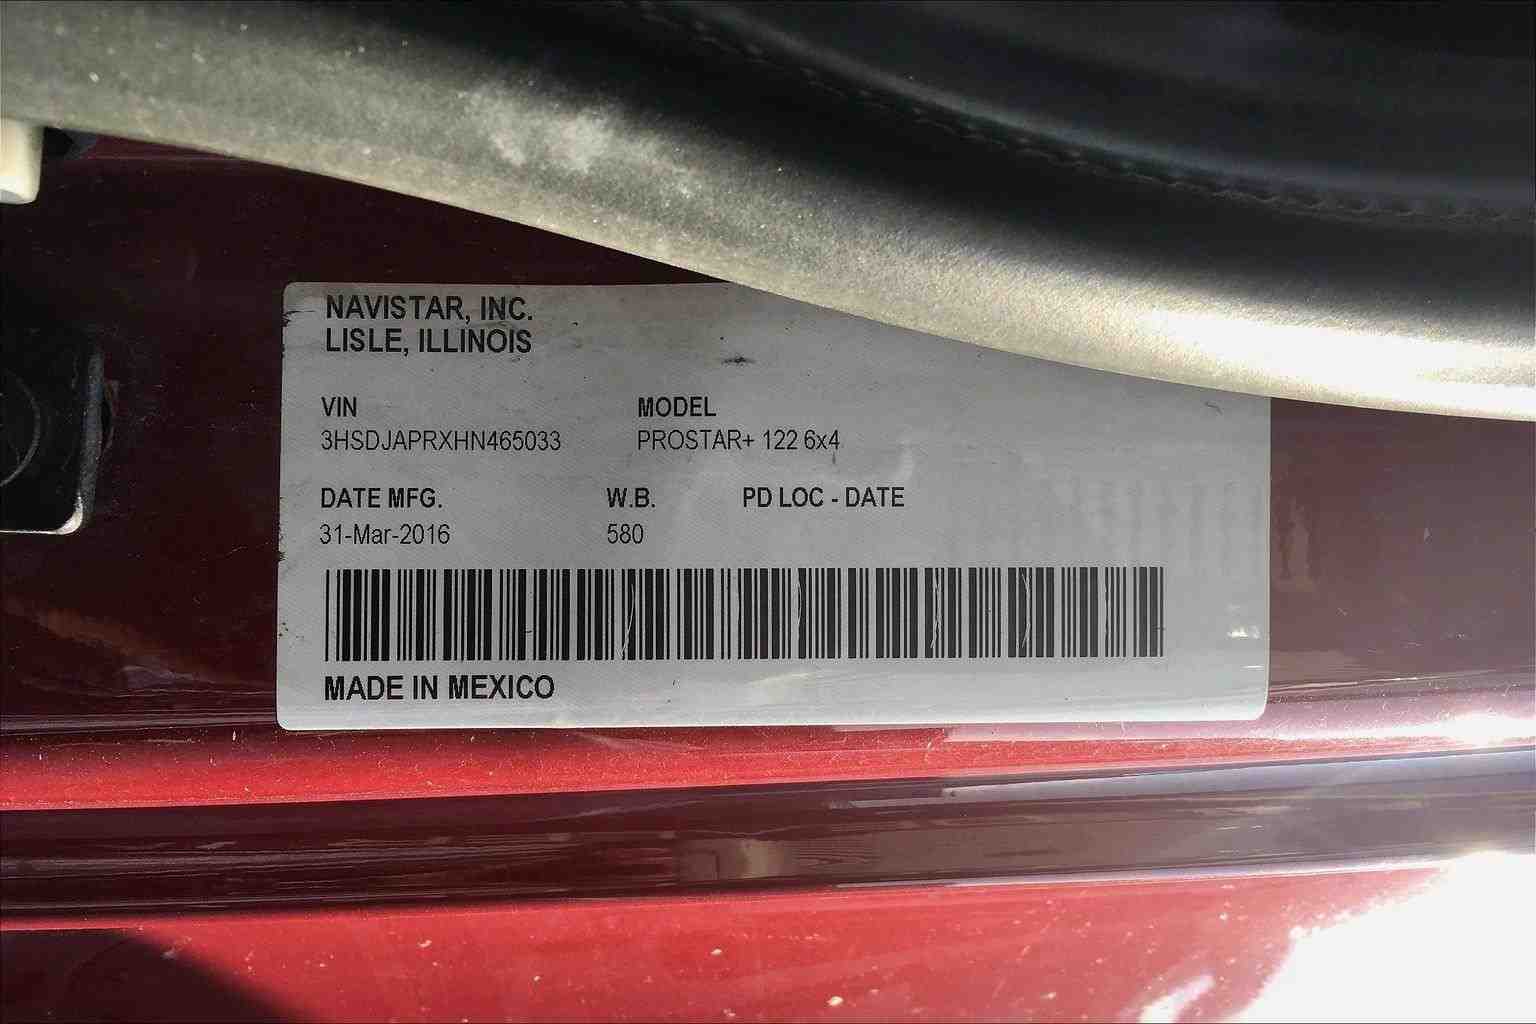 NAVISTAR, INC.
LISLE, ILLINOIS
VIN MODEL
3HSDJAPRXHN465033 PROSTAR+ 122 6x4
DATE MFG. W.B. PD LOC - DATE
31-Mar-2016 580
MADE IN MEXICO